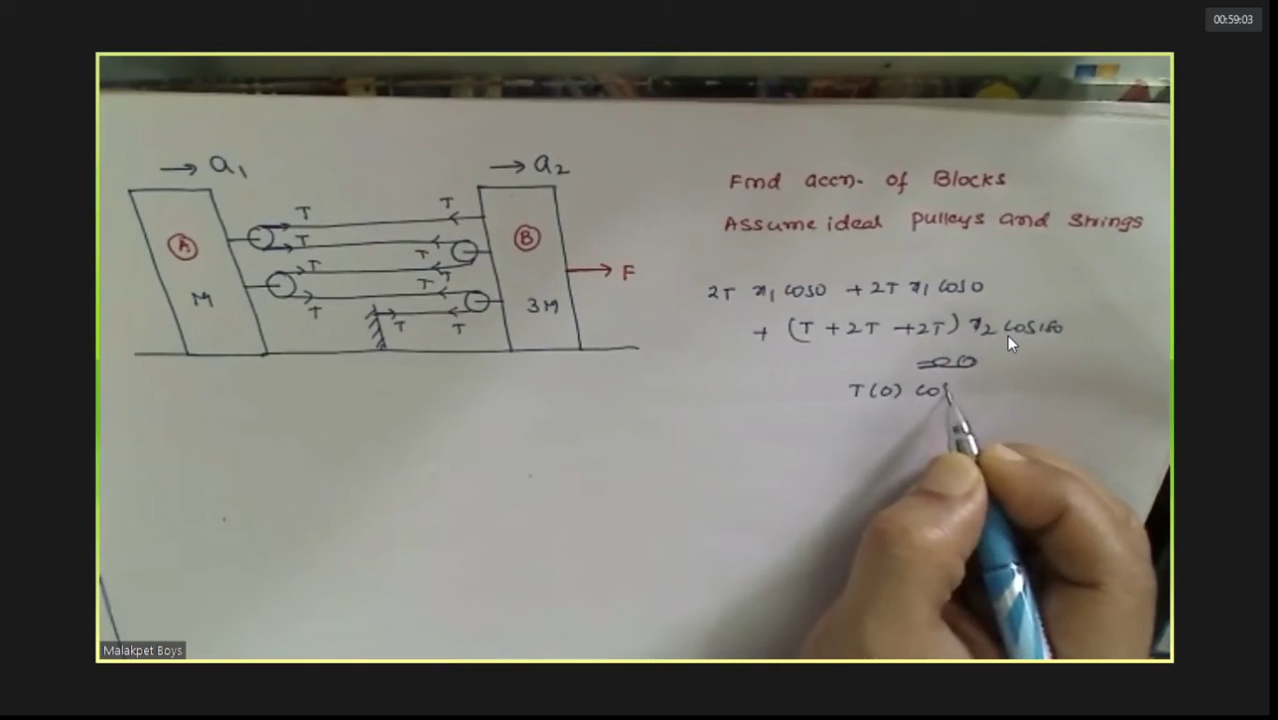 00:59:03
→ a1
→ a2
Find accn. of Blocks
Assume ideal pulleys and strings
T
T
T
T
T
T
T
T
T
T
A
B
M
3M
F
2T x1 cos0 + 2T x1 cos0
+ (T + 2T + 2T) x2 cos180
= 0
T(0) cos
Malakpet Boys